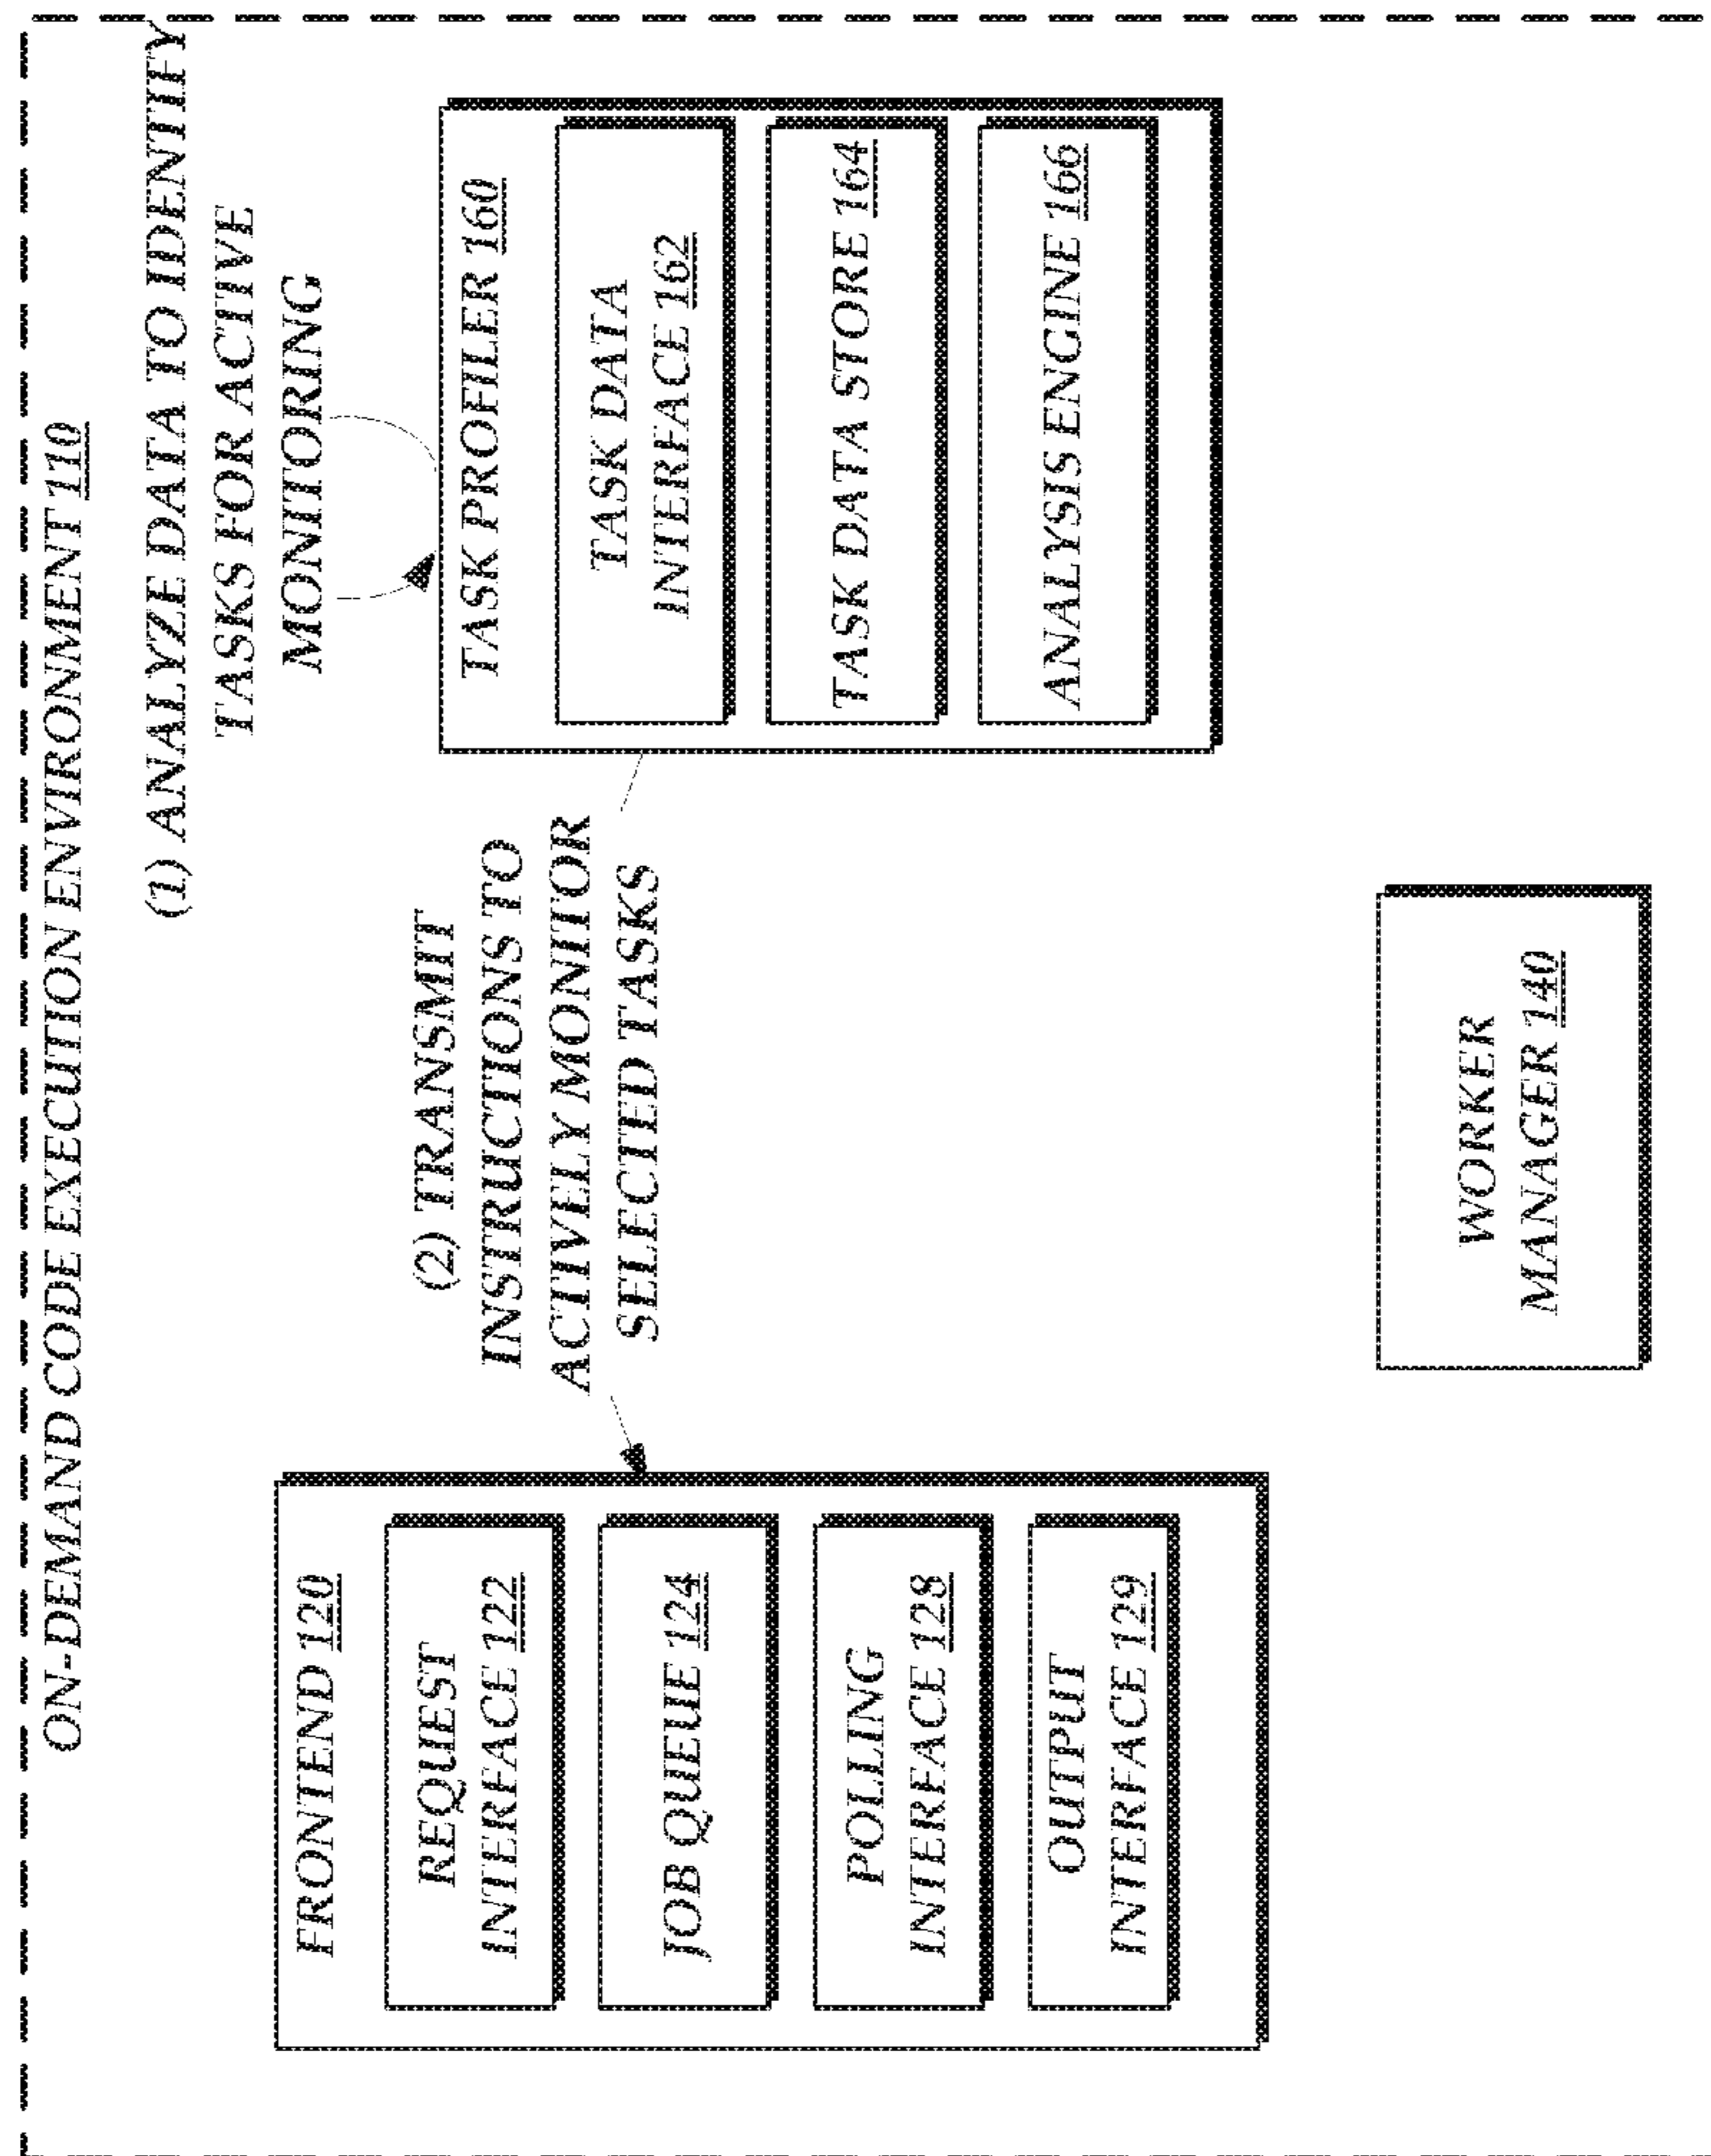 ON-DEMAND CODE EXECUTION ENVIRONMENT 110
(1) ANALYZE DATA TO IDENTIFY
TASKS FOR ACTIVE
MONITORING
FRONTEND 120
REQUEST
INTERFACE 122
JOB QUEUE 124
POLLING
INTERFACE 128
OUTPUT
INTERFACE 129
(2) TRANSMIT
INSTRUCTIONS TO
ACTIVELY MONITOR
SELECTED TASKS
TASK PROFILER 160
TASK DATA
INTERFACE 162
TASK DATA STORE 164
ANALYSIS ENGINE 166
WORKER
MANAGER 140